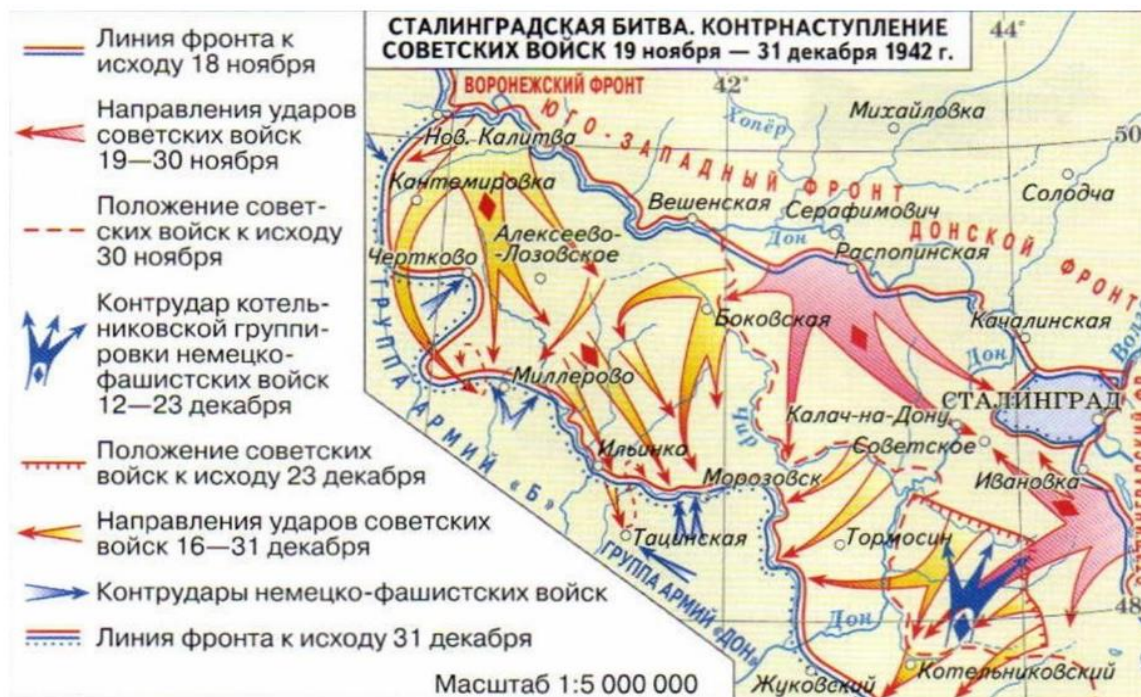 СТАЛИНГРАДСКАЯ БИТВА. КОНТРНАСТУПЛЕНИЕ
СОВЕТСКИХ ВОЙСК 19 ноября — 31 декабря 1942 г.
Линия фронта к
исходу 18 ноября
Направления ударов
советских войск
19—30 ноября
Положение совет-
ских войск к исходу
30 ноября
Контрудар котель-
никовской группи-
ровки немецко-
фашистских войск
12—23 декабря
Положение советских
войск к исходу 23 декабря
Направления ударов советских
войск 16—31 декабря
Контрудары немецко-фашистских войск
Линия фронта к исходу 31 декабря
Масштаб 1:5 000 000
42°
44°
ВОРОНЕЖСКИЙ ФРОНТ
ЮГО-ЗАПАДНЫЙ ФРОНТ
ДОНСКОЙ ФРОНТ
Хопёр
Михайловка
50
Нов. Калитва
Солодча
Кантемировка
Вешенская
Серафимович
Дон
Алексеево-
-Лозовское
Распопинская
Чертково
Боковская
Качалинская
Дон
Миллерово
СТАЛИНГРАД
Калач-на-Дону
Чир
Советское
Ильинка
Морозовск
Ивановка
ГРУППА АРМИЙ «Б»
Тацинская
Тормосин
ГРУППА АРМИЙ «ДОН»
48
Дон
Котельниковский
Жуковский